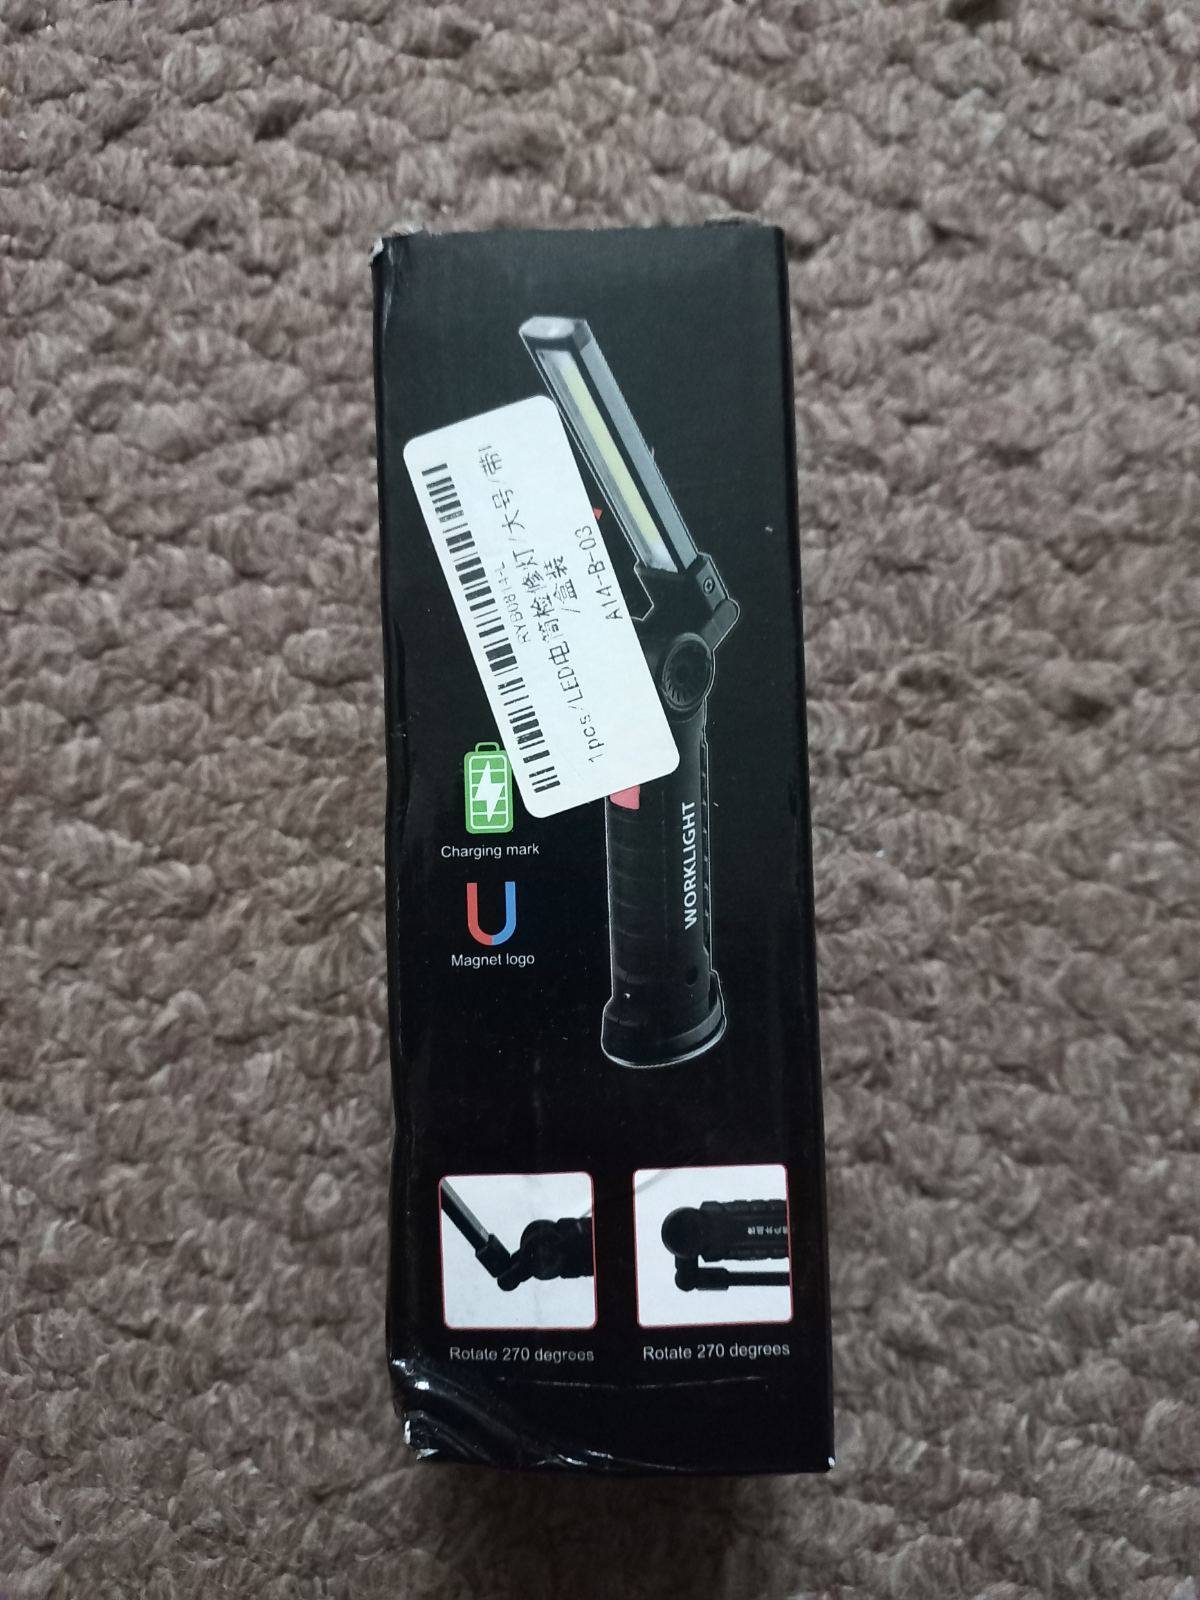 RYB0814-L
1pcs/LED电筒检修灯/大号/带
/盒装
A14-B-03
WORKLIGHT
Charging mark
Magnet logo
Rotate 270 degrees
Rotate 270 degrees